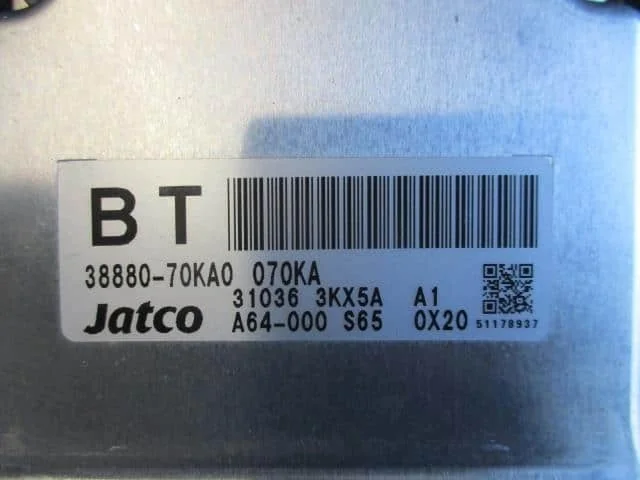 BT
38880-70KA0 070KA
31036 3KX5A A1
Jatco A64-000 S65 0X20 51178937